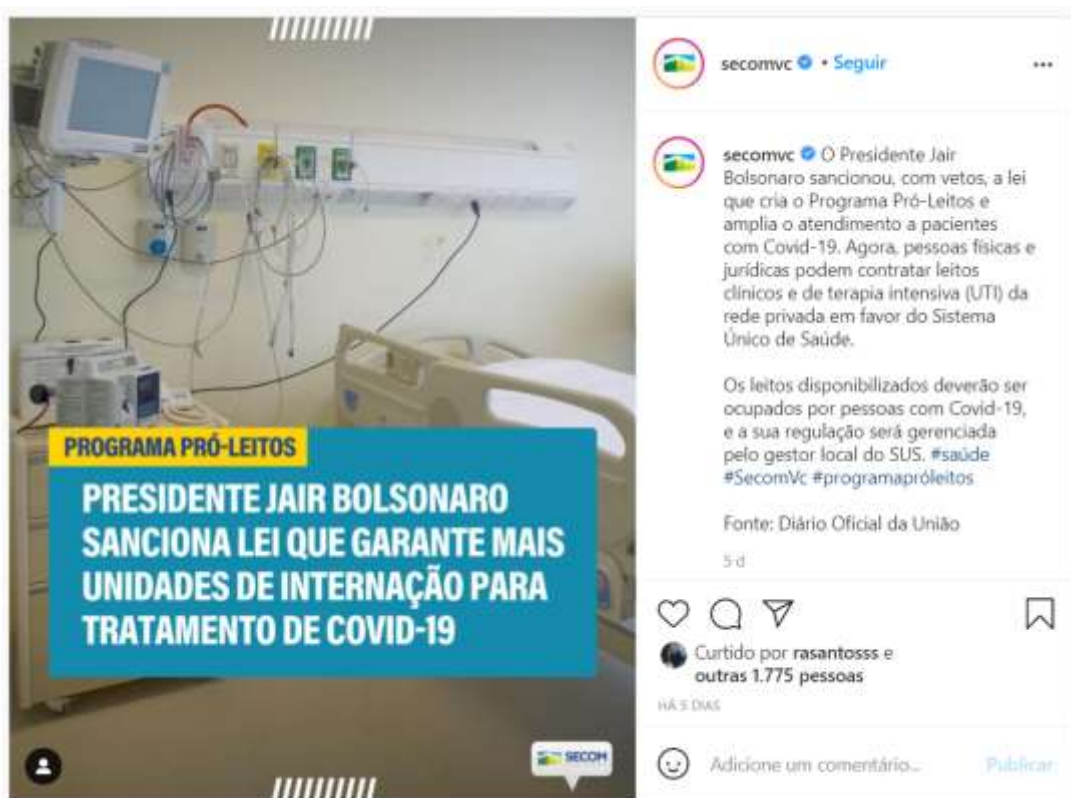 PROGRAMA PRÓ-LEITOS
PRESIDENTE JAIR BOLSONARO
SANCIONA LEI QUE GARANTE MAIS
UNIDADES DE INTERNAÇÃO PARA
TRATAMENTO DE COVID-19
SECOM
secomvc • Seguir
secomvc O Presidente Jair
Bolsonaro sancionou, com vetos, a lei
que cria o Programa Pró-Leitos e
amplia o atendimento a pacientes
com Covid-19. Agora, pessoas físicas e
jurídicas podem contratar leitos
clínicos e de terapia intensiva (UTI) da
rede privada em favor do Sistema
Único de Saúde.
Os leitos disponibilizados deverão ser
ocupados por pessoas com Covid-19,
e a sua regulação será gerenciada
pelo gestor local do SUS. #saúde
#SecomVc #programapróleitos
Fonte: Diário Oficial da União
5 d
Curtido por rasantosss e
outras 1.775 pessoas
HÁ 5 DIAS
Adicione um comentário...
Publicar